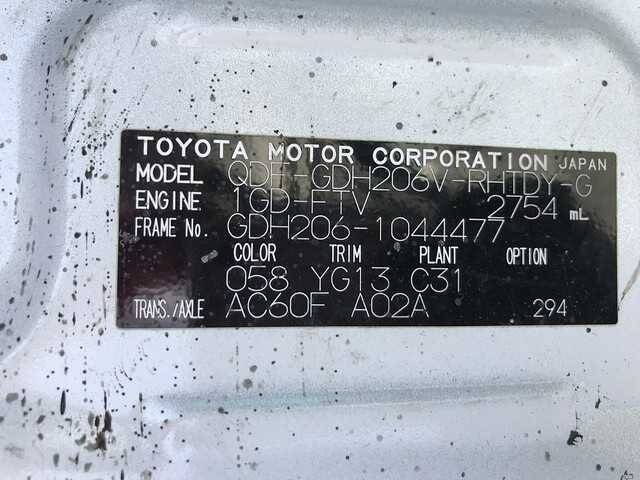 TOYOTA MOTOR CORPORATION JAPAN
MODEL QDF-GDH206V-RHTDY-G
ENGINE 1GD-FTV 2754 mL
FRAME No. GDH206-1044477
COLOR TRIM PLANT OPTION
058 YG13 C31
TRANS./AXLE AC60F A02A 294